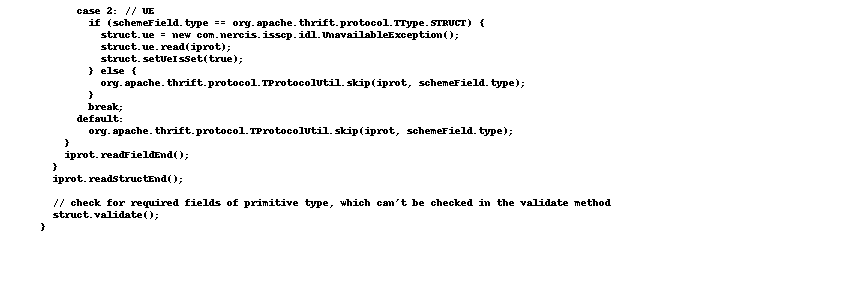 case 2: // UE
if (schemeField.type == org.apache.thrift.protocol.TType.STRUCT) {
struct.ue = new com.nercis.isscp.idl.UnavailableException();
struct.ue.read(iprot);
struct.setUeIsSet(true);
} else {
org.apache.thrift.protocol.TProtocolUtil.skip(iprot, schemeField.type);
}
break;
default:
org.apache.thrift.protocol.TProtocolUtil.skip(iprot, schemeField.type);
}
iprot.readFieldEnd();
}
iprot.readStructEnd();
// check for required fields of primitive type, which can't be checked in the validate method
struct.validate();
}